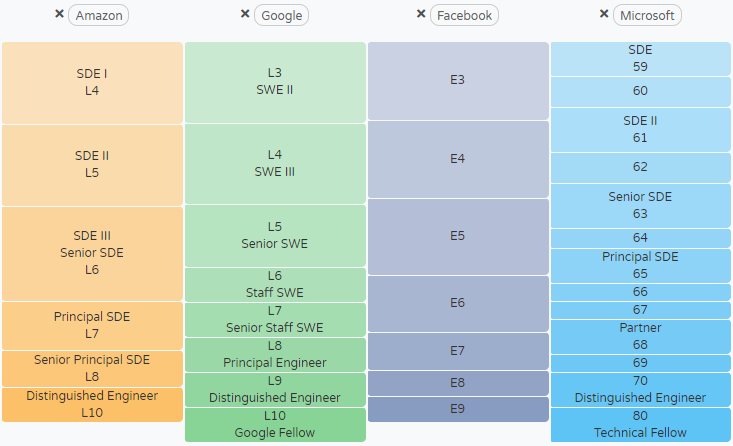 × Amazon
× Google
× Facebook
× Microsoft
SDE I
L4
SDE II
L5
SDE III
Senior SDE
L6
Principal SDE
L7
Senior Principal SDE
L8
Distinguished Engineer
L10
L3
SWE II
L4
SWE III
L5
Senior SWE
L6
Staff SWE
L7
Senior Staff SWE
L8
Principal Engineer
L9
Distinguished Engineer
L10
Google Fellow
E3
E4
E5
E6
E7
E8
E9
SDE
59
60
SDE II
61
62
Senior SDE
63
64
Principal SDE
65
66
67
Partner
68
69
70
Distinguished Engineer
80
Technical Fellow